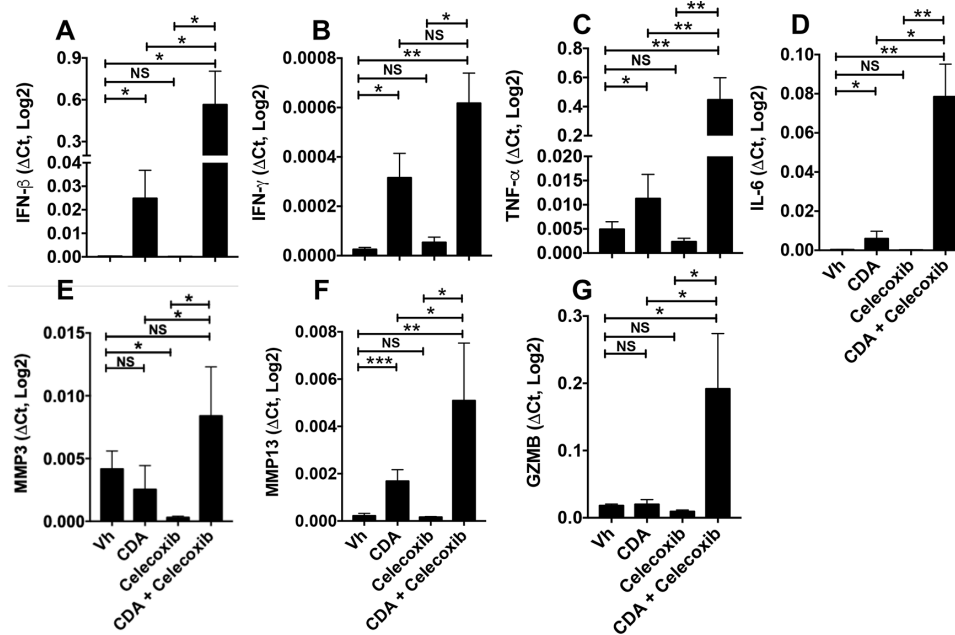 A
*
*
*
NS
*
IFN-β (ΔCt, Log2)
0.9
0.6
0.3
0.04
0.03
0.02
0.01
0.00
B
*
NS
**
NS
*
IFN-γ (ΔCt, Log2)
0.0006
0.0004
0.0002
0.0000
C
**
**
**
NS
*
TNF-α (ΔCt, Log2)
0.8
0.6
0.4
0.2
0.020
0.015
0.010
0.005
0.000
D
**
*
**
NS
*
IL-6 (ΔCt, Log2)
0.10
0.08
0.06
0.04
0.02
0.00
Vh
CDA
Celecoxib
CDA + Celecoxib
E
*
*
NS
*
NS
MMP3 (ΔCt, Log2)
0.015
0.010
0.005
0.000
Vh
CDA
Celecoxib
CDA + Celecoxib
F
*
*
**
NS
***
MMP13 (ΔCt, Log2)
0.008
0.006
0.004
0.002
0.000
Vh
CDA
Celecoxib
CDA + Celecoxib
G
*
*
*
NS
NS
GZMB (ΔCt, Log2)
0.3
0.2
0.1
0.0
Vh
CDA
Celecoxib
CDA + Celecoxib